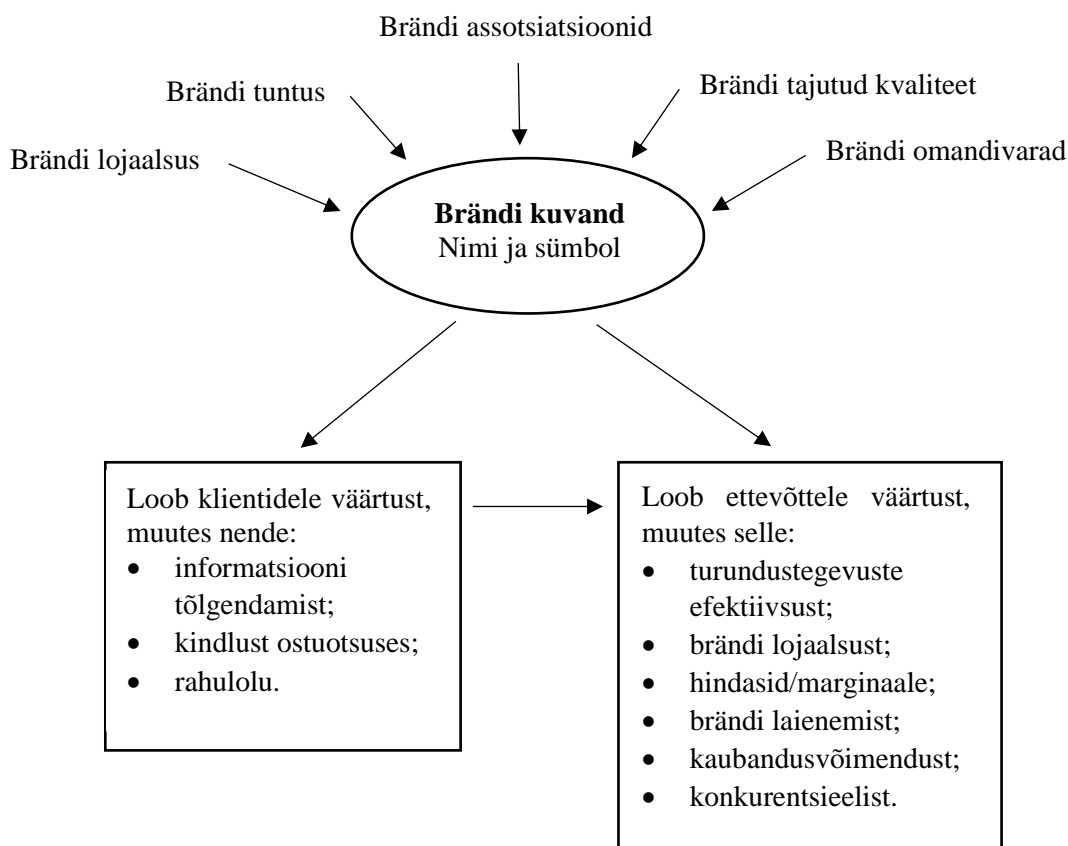 Brändi assotsiatsioonid
Brändi tuntus
Brändi tajutud kvaliteet
Brändi lojaalsus
Brändi omandivarad
Brändi kuvand
Nimi ja sümbol
Loob klientidele väärtust,
muutes nende:
• informatsiooni
tõlgendamist;
• kindlust ostuotsuses;
• rahulolu.
Loob ettevõttele väärtust,
muutes selle:
• turundustegevuste
efektiivsust;
• brändi lojaalsust;
• hindasid/marginaale;
• brändi laienemist;
• kaubandusvõimendust;
• konkurentsieelist.